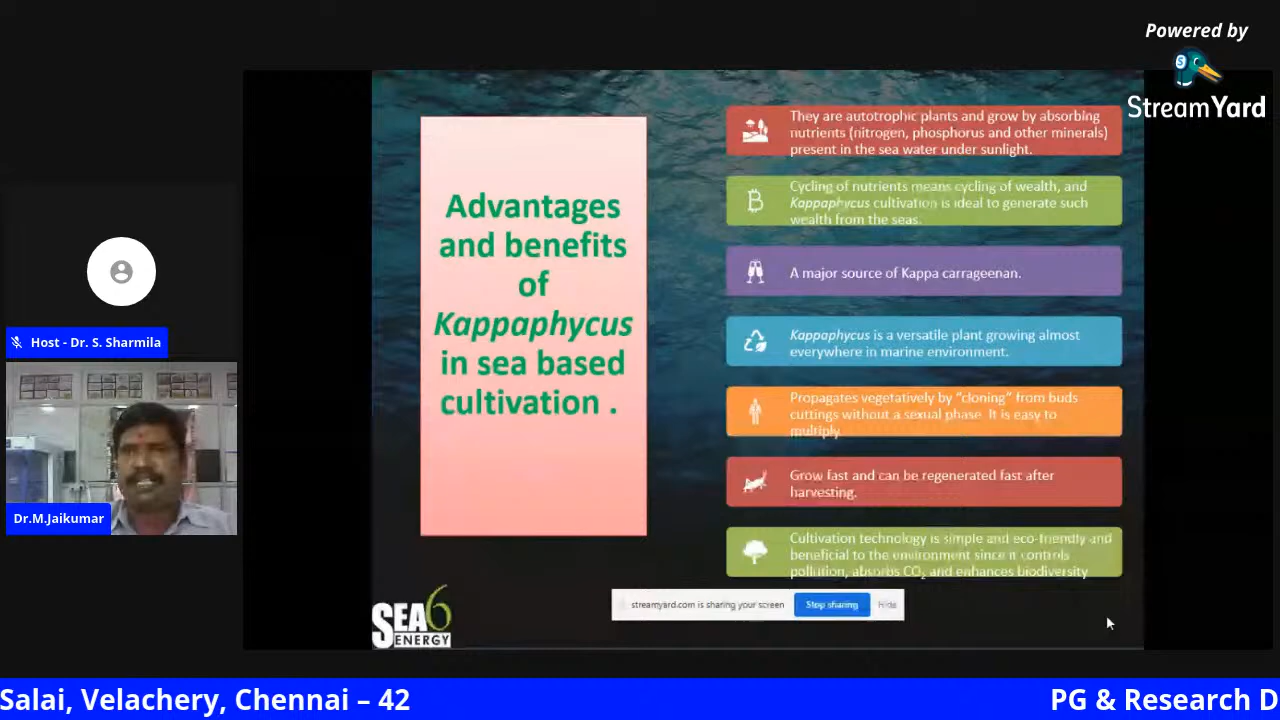 Powered by
StreamYard
Advantages
and benefits
of
Kappaphycus
in sea based
cultivation .
They are autotrophic plants and grow by absorbing
nutrients (nitrogen, phosphorus and other minerals)
present in the sea water under sunlight.
Cycling of nutrients means cycling of wealth, and
Kappaphycus cultivation is ideal to generate such
wealth from the seas.
A major source of Kappa carrageenan.
Kappaphycus is a versatile plant growing almost
everywhere in marine environment.
Propagates vegetatively by “cloning” from buds
cuttings without a sexual phase. It is easy to
multiply.
Grow fast and can be regenerated fast after
harvesting.
Cultivation technology is simple and eco-friendly and
beneficial to the environment since it controls
pollution, absorbs CO₂ and enhances biodiversity
Host - Dr. S. Sharmila
Dr.M.Jaikumar
streamyard.com is sharing your screen
Stop sharing
Hide
SEA6
ENERGY
Salai, Velachery, Chennai – 42
PG & Research D